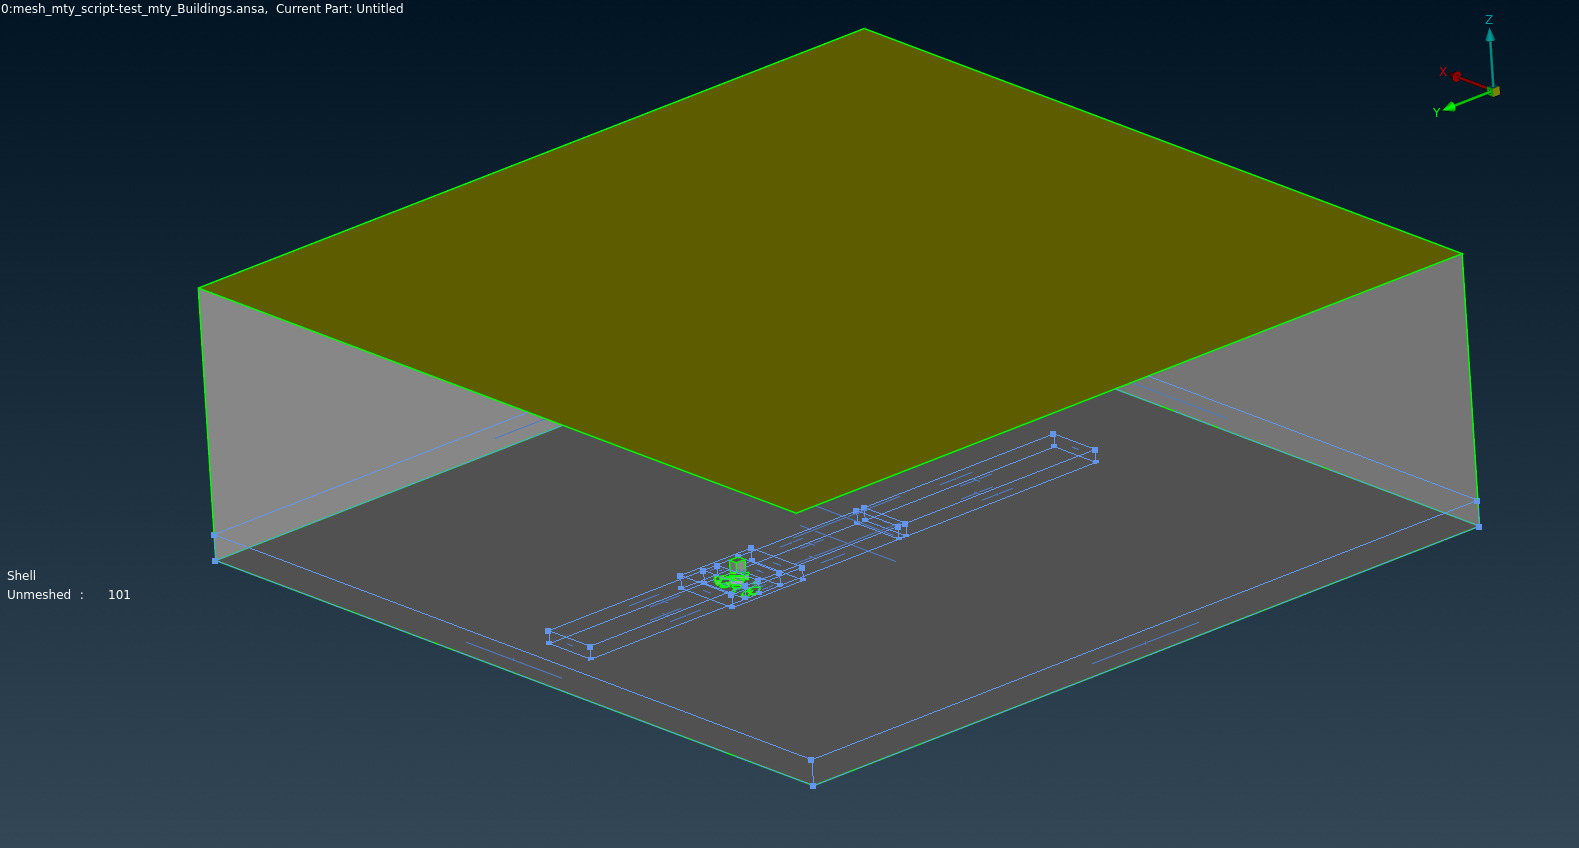 0:mesh_mty_script-test_mty_Buildings.ansa,  Current Part: Untitled
Z
X
Y
Shell
Unmeshed  :      101